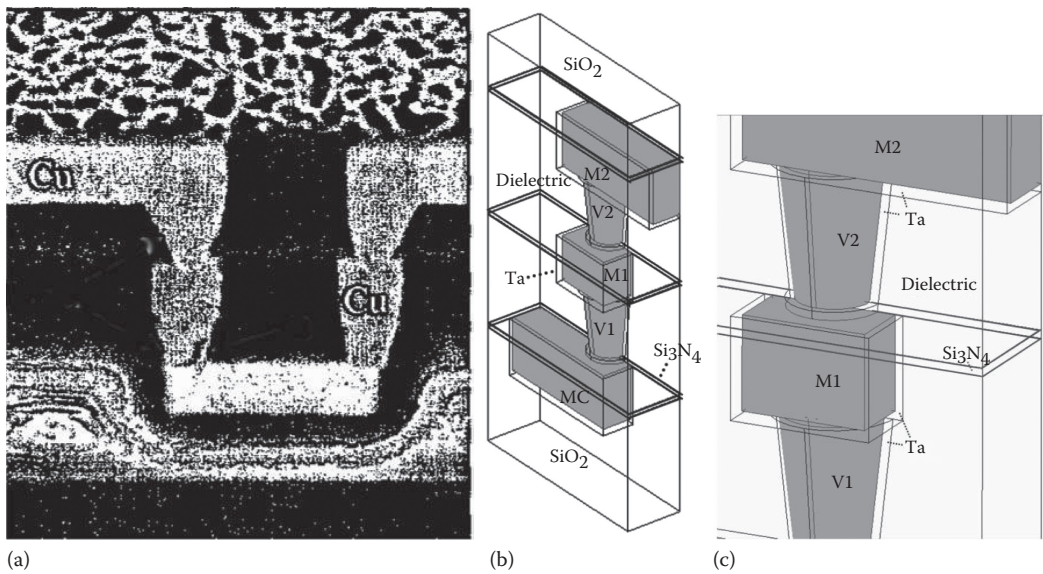 Cu
Cu
(a)
SiO2
M2
Dielectric
V2
Ta
M1
V1
Si3N4
MC
SiO2
(b)
M2
Ta
V2
Dielectric
Si3N4
M1
Ta
V1
(c)